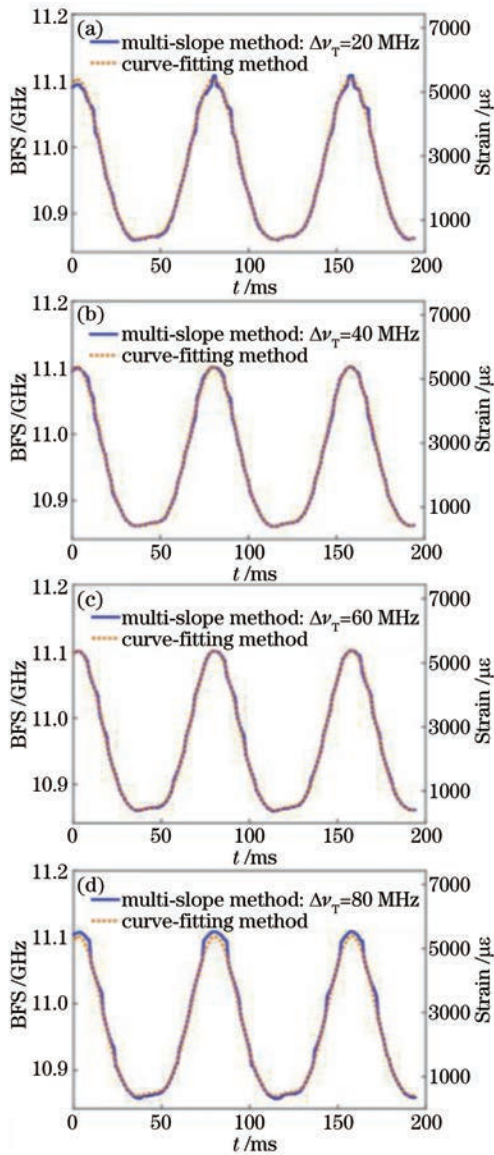 11.2
(a)
7000
multi-slope method: Δν_T=20 MHz
curve-fitting method
11.1
5000
BFS /GHz
Strain /με
11.0
3000
10.9
1000
0 50 100 150 200
t /ms
11.2
(b)
7000
multi-slope method: Δν_T=40 MHz
curve-fitting method
11.1
5000
BFS /GHz
Strain /με
11.0
3000
10.9
1000
0 50 100 150 200
t /ms
11.2
(c)
7000
multi-slope method: Δν_T=60 MHz
curve-fitting method
11.1
5000
BFS /GHz
Strain /με
11.0
3000
10.9
1000
0 50 100 150 200
t /ms
11.2
(d)
7000
multi-slope method: Δν_T=80 MHz
curve-fitting method
11.1
5000
BFS /GHz
Strain /με
11.0
3000
10.9
1000
0 50 100 150 200
t /ms